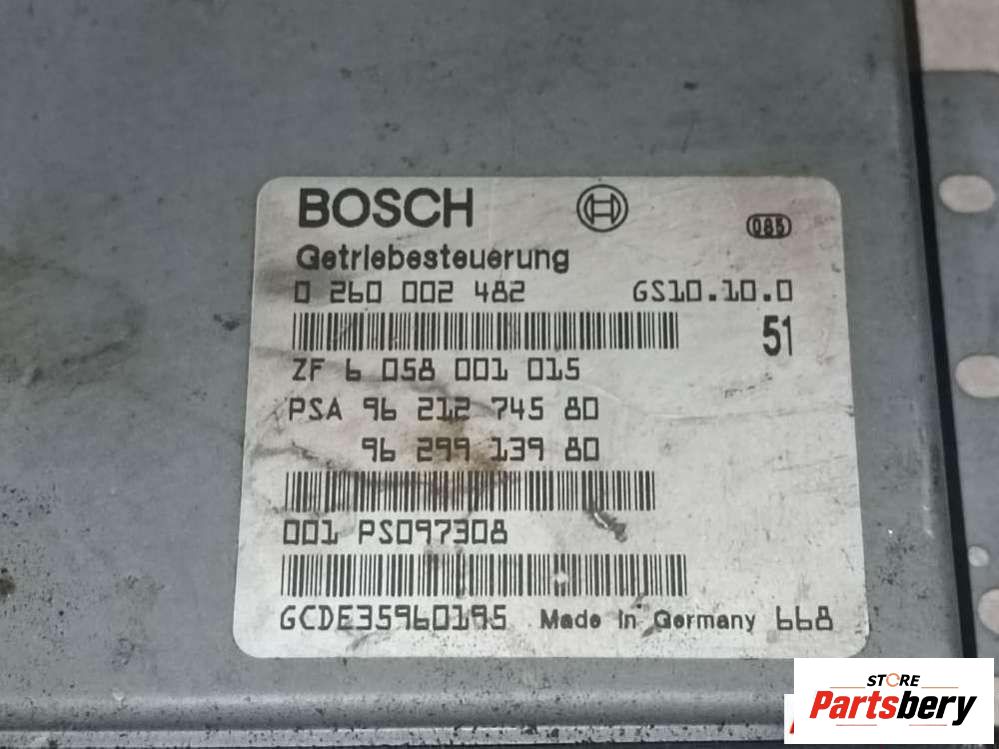 BOSCH
085
Getriebesteuerung
0 260 002 482 GS10.10.0
51
ZF 6 058 001 015
PSA 96 212 745 80
96 299 139 80
001 PS097308
GCDE35960195 Made in Germany 668
STORE
Partsbery